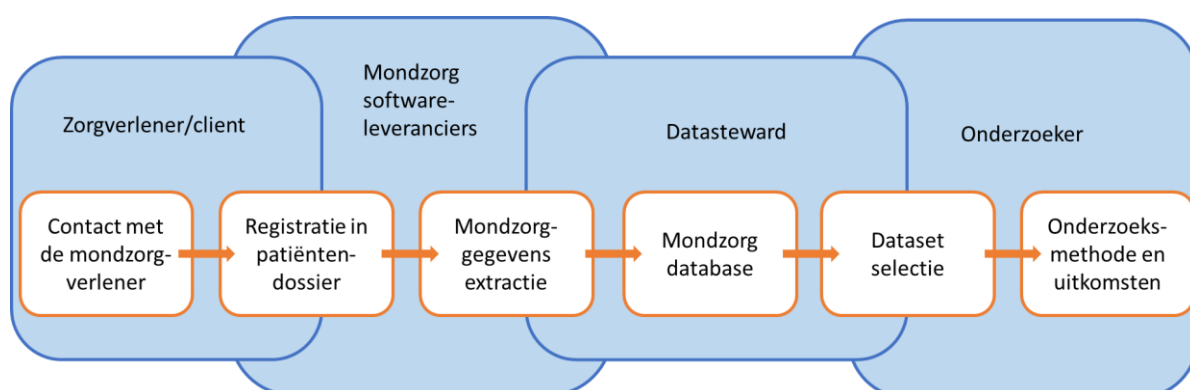 Zorgverlener/client
Mondzorg
software-
leveranciers
Datasteward
Onderzoeker
Contact met
de mondzorg-
verlener
Registratie in
patiënten-
dossier
Mondzorg-
gegevens
extractie
Mondzorg
database
Dataset
selectie
Onderzoeks-
methode en
uitkomsten